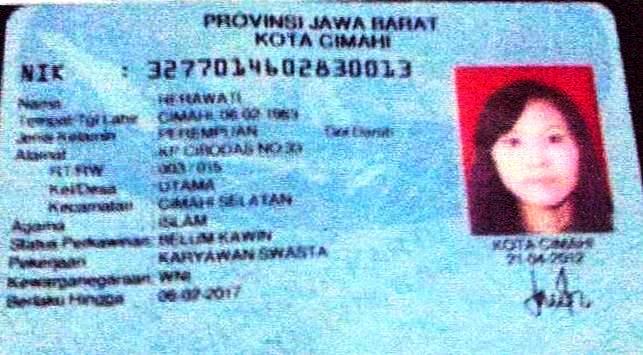 PROVINSI JAWA BARAT
KOTA CIMAHI
NIK : 3277014602830013
Nama HERAWATI
Tempat/Tgl Lahir CIMAHI, 06-02-1983
Jenis Kelamin PEREMPUAN Gol Darah
Alamat KP CIBODAS NO 33
RT/RW 003/015
Kel/Desa UTAMA
Kecamatan CIMAHI SELATAN
Agama ISLAM
Status Perkawinan: BELUM KAWIN
Pekerjaan KARYAWAN SWASTA
Kewarganegaraan: WNI
Berlaku Hingga 06-02-2017
KOTA CIMAHI
21-04-2012